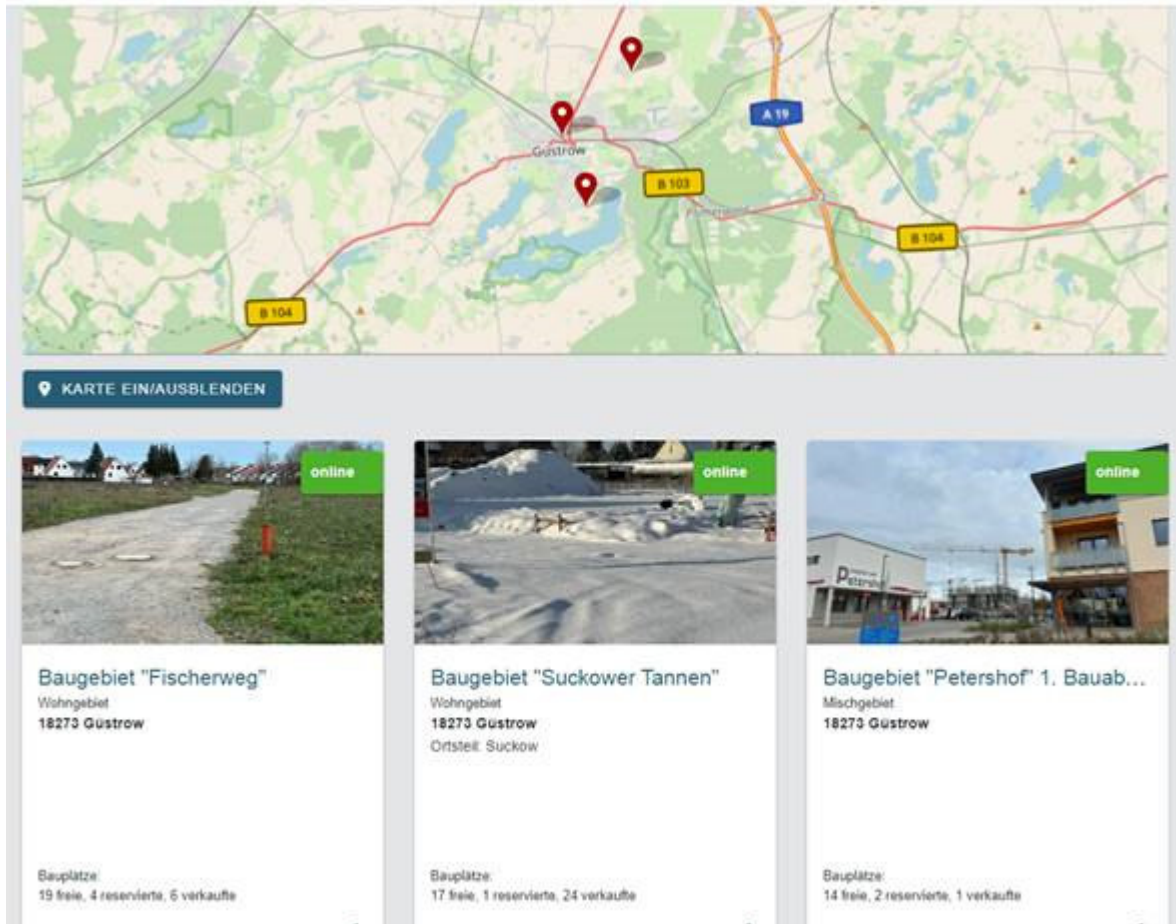 A 19
Güstrow
B 103
B 104
B 104
KARTE EIN/AUSBLENDEN
online
online
online
Petershof
Baugebiet "Fischerweg"
Wohngebiet
18273 Güstrow
Bauplätze:
19 freie, 4 reservierte, 6 verkaufte
Baugebiet "Suckower Tannen"
Wohngebiet
18273 Güstrow
Ortsteil: Suckow
Bauplätze:
17 freie, 1 reservierte, 24 verkaufte
Baugebiet "Petershof" 1. Bauab...
Mischgebiet
18273 Güstrow
Bauplätze:
14 freie, 2 reservierte, 1 verkaufte